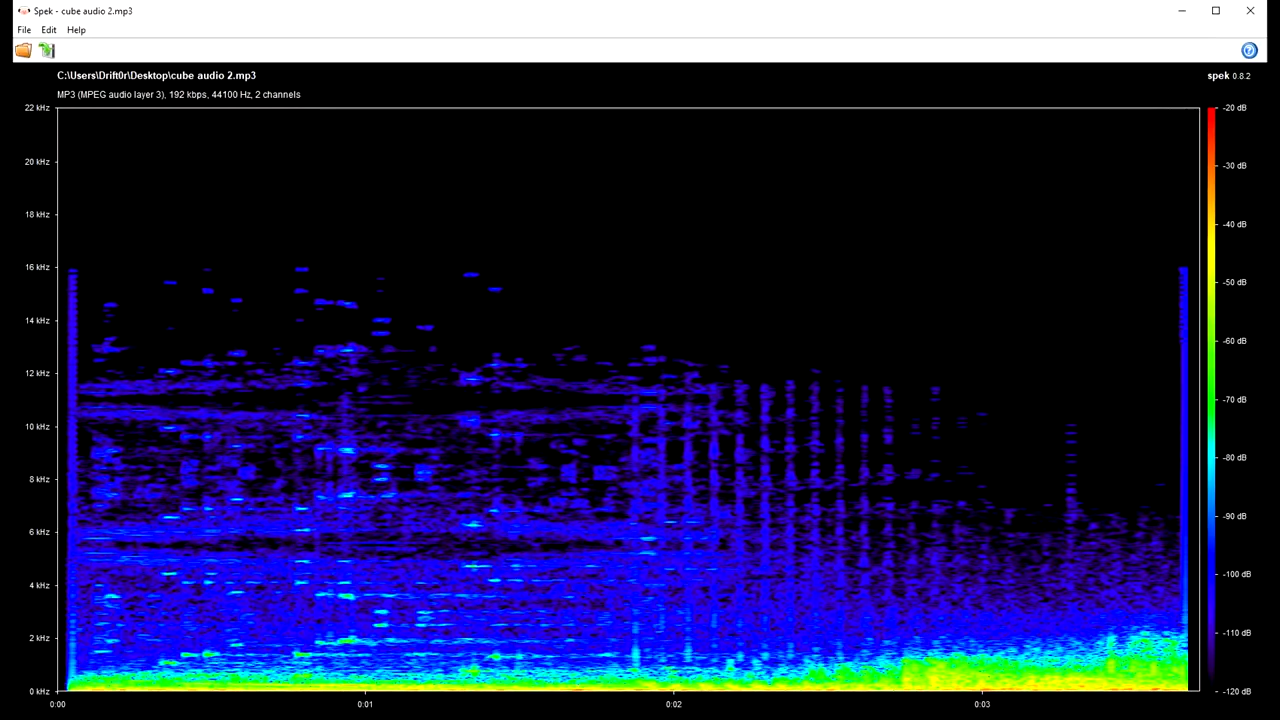 Spek - cube audio 2.mp3
File Edit Help
C:\Users\Drift0r\Desktop\cube audio 2.mp3
spek 0.8.2
MP3 (MPEG audio layer 3), 192 kbps, 44100 Hz, 2 channels
22 kHz
20 kHz
18 kHz
16 kHz
14 kHz
12 kHz
10 kHz
8 kHz
6 kHz
4 kHz
2 kHz
0 kHz
-20 dB
-30 dB
-40 dB
-50 dB
-60 dB
-70 dB
-80 dB
-90 dB
-100 dB
-110 dB
-120 dB
0:00 0:01 0:02 0:03